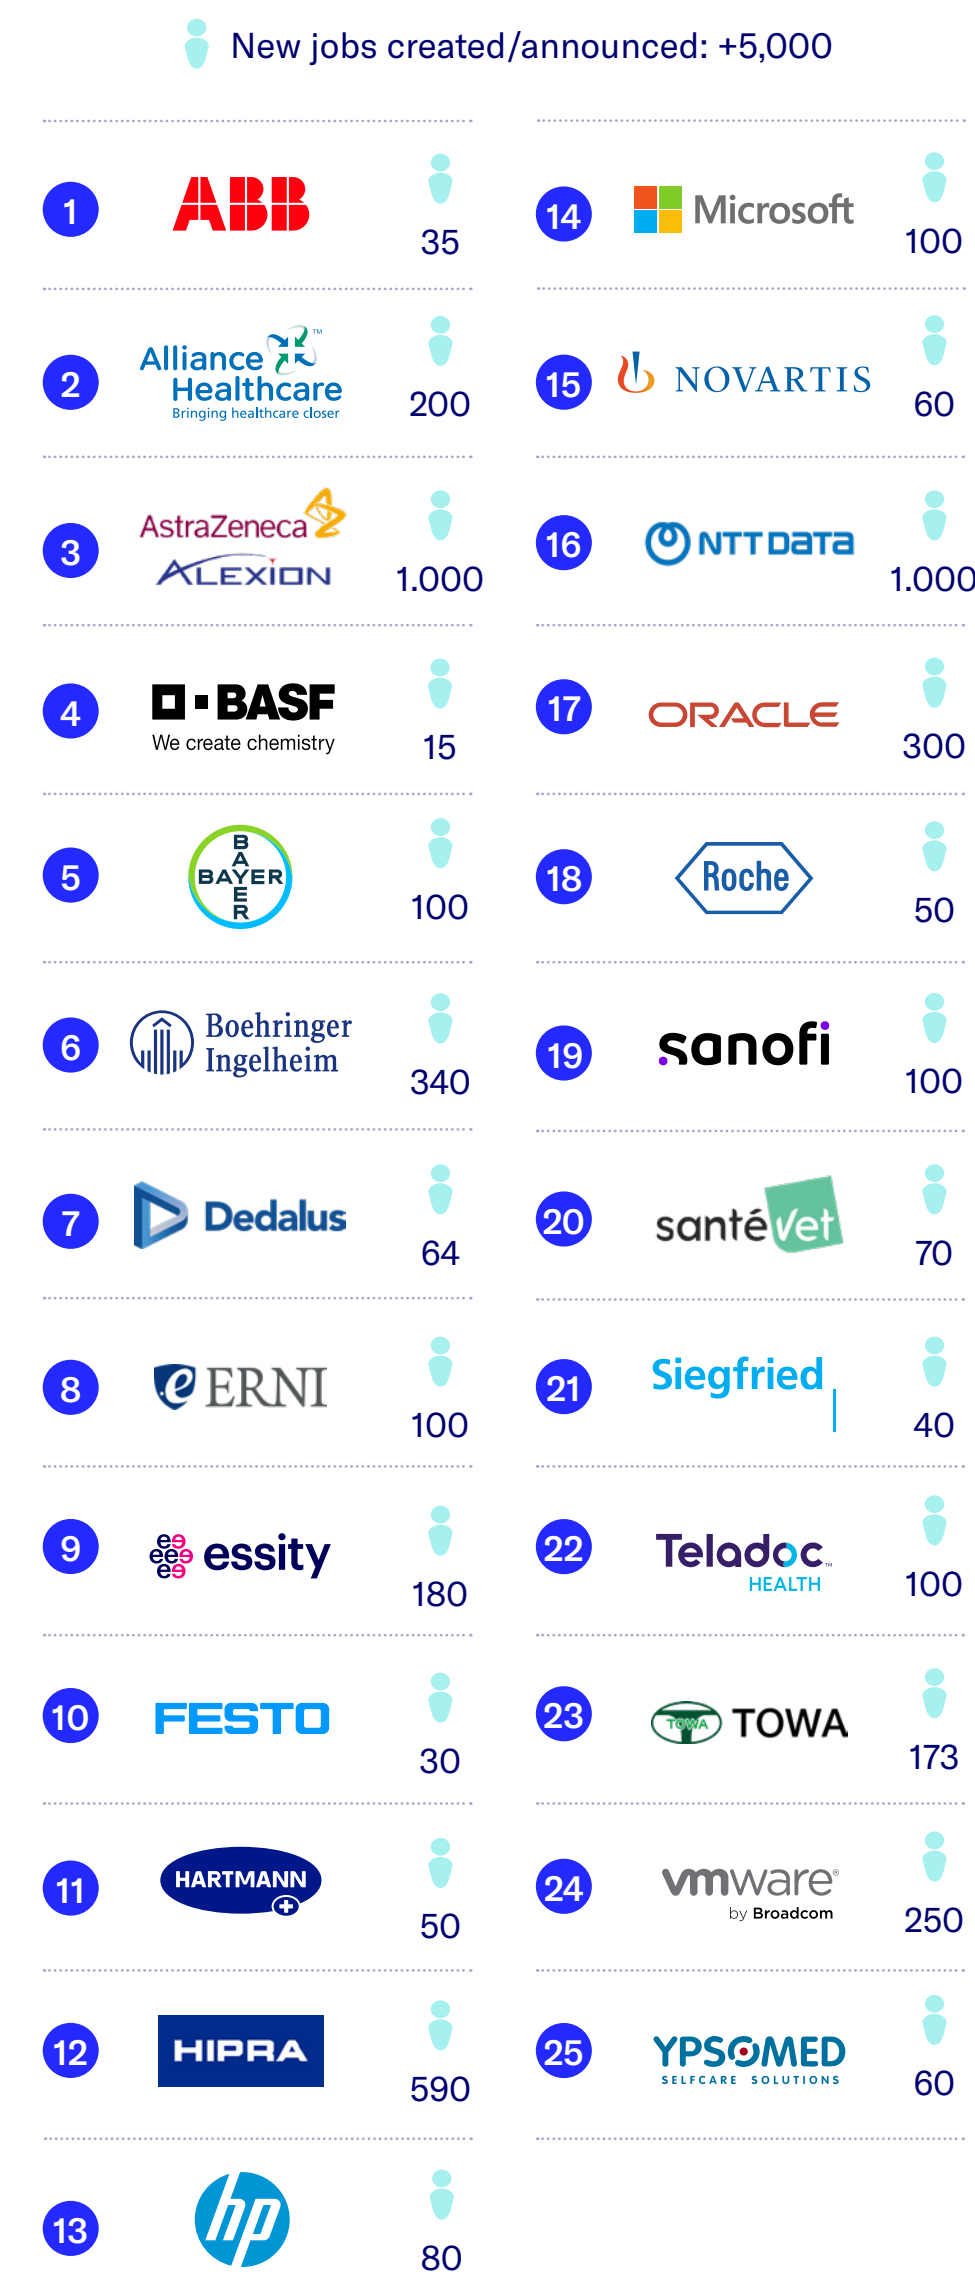 New jobs created/announced: +5,000
1
ABB
35
2
Alliance
Healthcare
™
Bringing healthcare closer
200
3
AstraZeneca
ALEXION
1.000
4
BASF
We create chemistry
15
5
BAYER
BAYER
100
6
Boehringer
Ingelheim
340
7
Dedalus
64
8
e ERNI
100
9
essity
180
10
FESTO
30
11
HARTMANN
50
12
HIPRA
590
13
hp
80
14
Microsoft
100
15
NOVARTIS
60
16
NTT DATA
1.000
17
ORACLE
300
18
Roche
50
19
sanofi
100
20
santévet
70
21
Siegfried
40
22
Teladoc™
HEALTH
100
23
TOWA TOWA
173
24
vmware®
by Broadcom
250
25
YPSOMED
SELFCARE SOLUTIONS
60